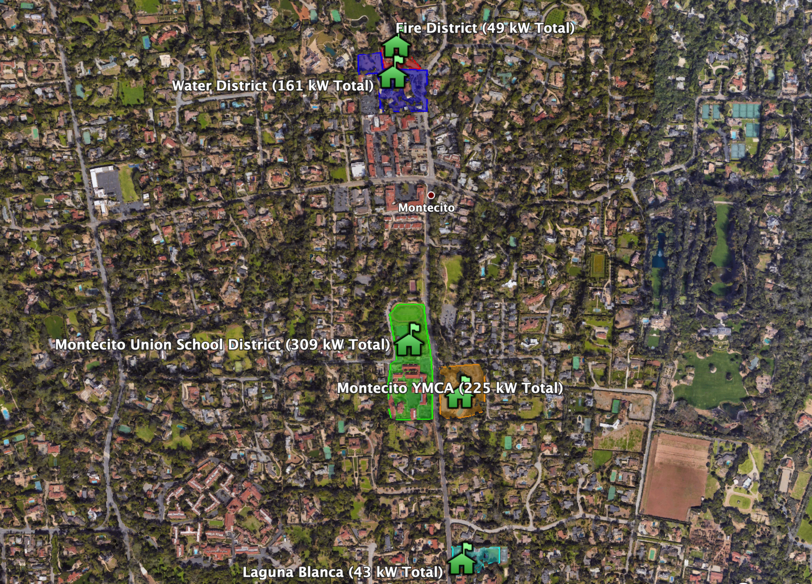 Fire District (49 kW Total)
Water District (161 kW Total)
Montecito
Montecito Union School District (309 kW Total)
Montecito YMCA (225 kW Total)
Laguna Blanca (43 kW Total)